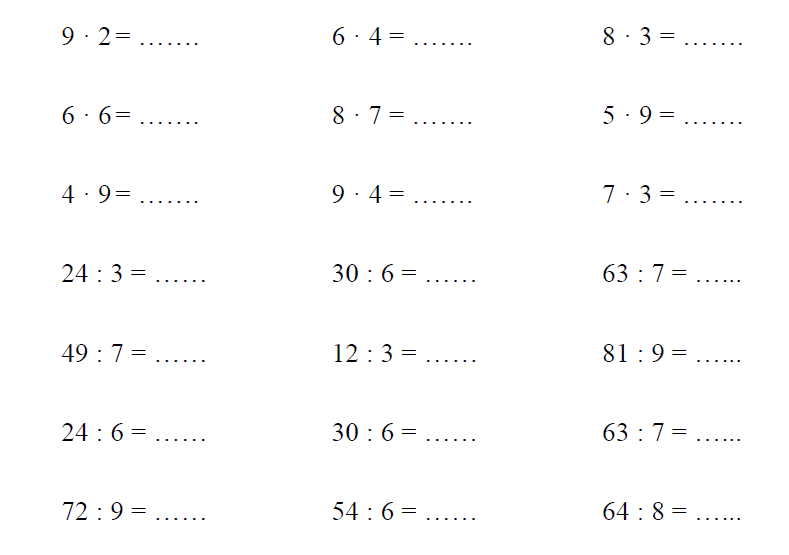 9 · 2= ....... 6 · 4 = ....... 8 · 3 = .......
6 · 6= ....... 8 · 7 = ....... 5 · 9 = .......
4 · 9= ....... 9 · 4 = ....... 7 · 3 = .......
24 : 3 = ...... 30 : 6 = ...... 63 : 7 = ......
49 : 7 = ...... 12 : 3 = ...... 81 : 9 = ......
24 : 6 = ...... 30 : 6 = ...... 63 : 7 = ......
72 : 9 = ...... 54 : 6 = ...... 64 : 8 = ......